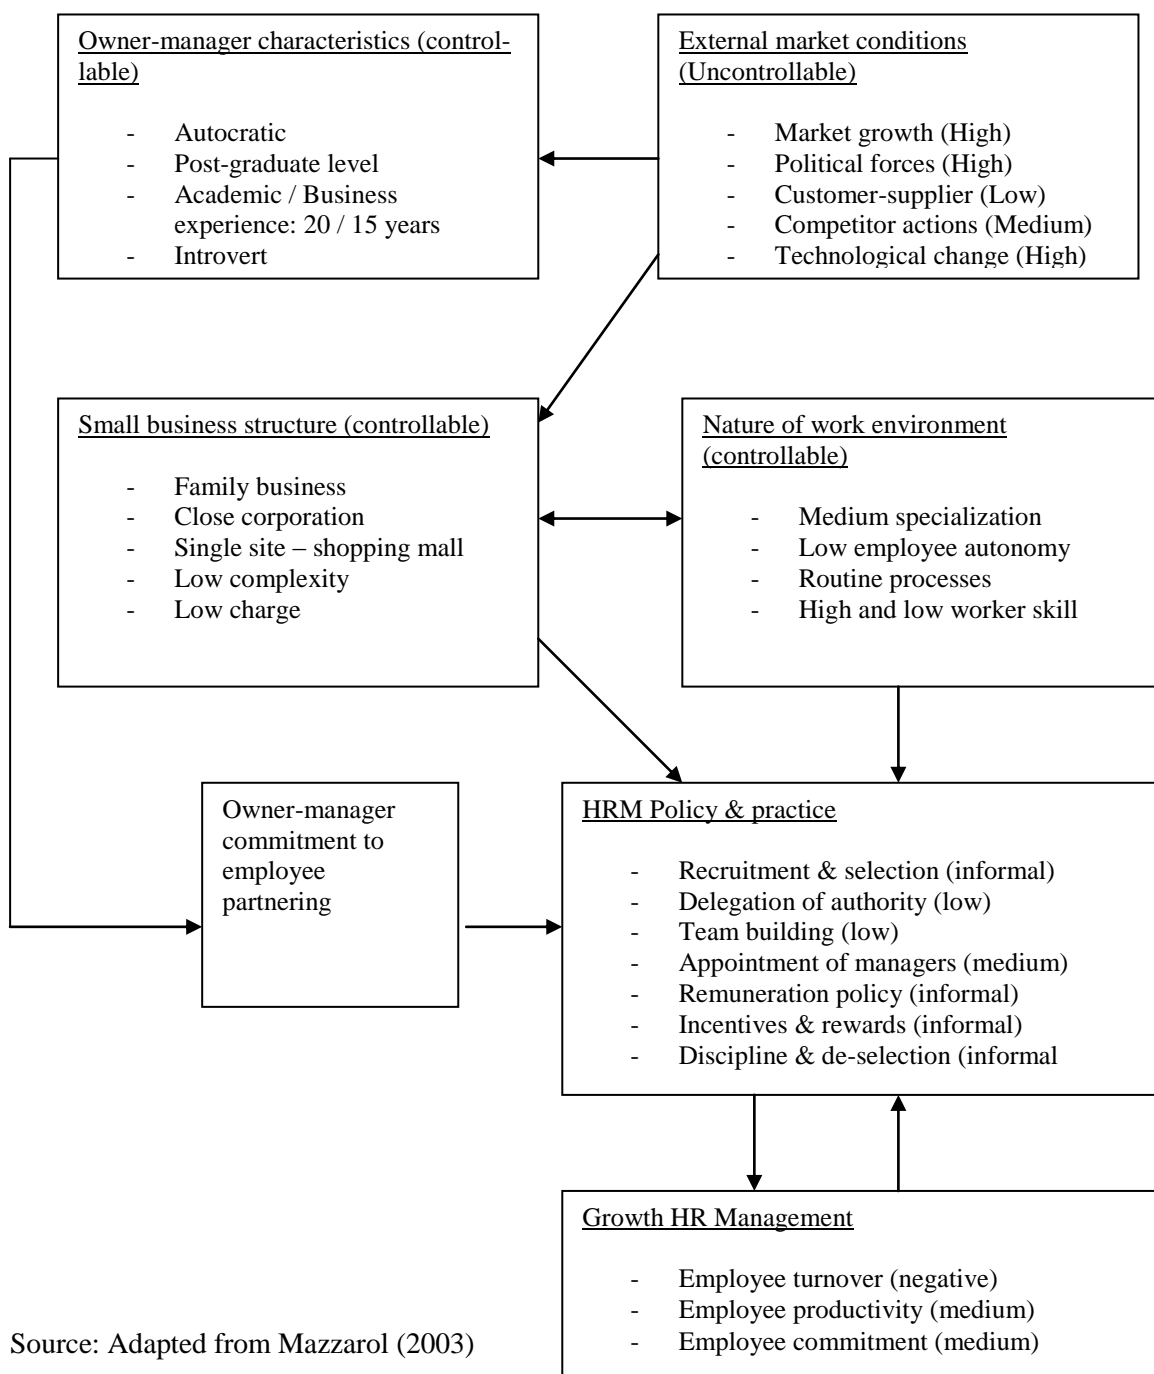 Owner-manager characteristics (control-
lable)
- Autocratic
- Post-graduate level
- Academic / Business
experience: 20 / 15 years
- Introvert
External market conditions
(Uncontrollable)
- Market growth (High)
- Political forces (High)
- Customer-supplier (Low)
- Competitor actions (Medium)
- Technological change (High)
Small business structure (controllable)
- Family business
- Close corporation
- Single site – shopping mall
- Low complexity
- Low charge
Nature of work environment
(controllable)
- Medium specialization
- Low employee autonomy
- Routine processes
- High and low worker skill
Owner-manager
commitment to
employee
partnering
HRM Policy & practice
- Recruitment & selection (informal)
- Delegation of authority (low)
- Team building (low)
- Appointment of managers (medium)
- Remuneration policy (informal)
- Incentives & rewards (informal)
- Discipline & de-selection (informal
Growth HR Management
- Employee turnover (negative)
- Employee productivity (medium)
- Employee commitment (medium)
Source: Adapted from Mazzarol (2003)